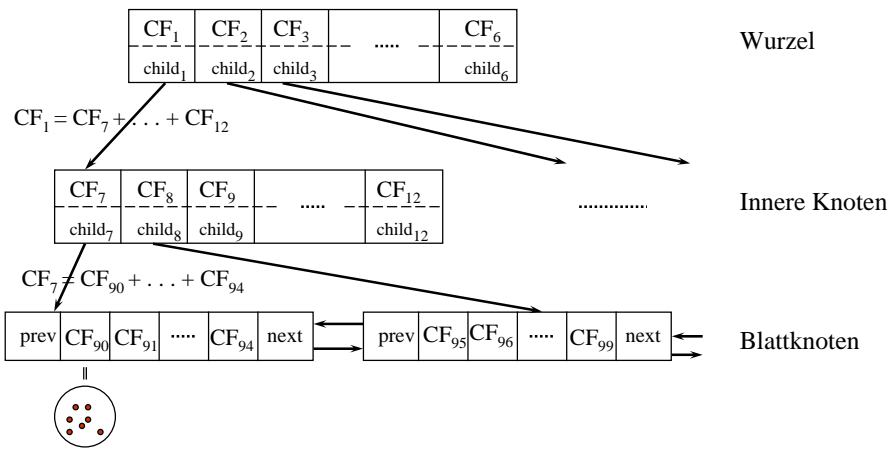 CF1 CF2 CF3 ..... CF6 Wurzel
child1 child2 child3 child6
CF1 = CF7 + . . . + CF12
CF7 CF8 CF9 ..... CF12 ............... Innere Knoten
child7 child8 child9 child12
CF7 = CF90 + . . . + CF94
prev CF90 CF91 ..... CF94 next prev CF95 CF96 ..... CF99 next Blattknoten
=